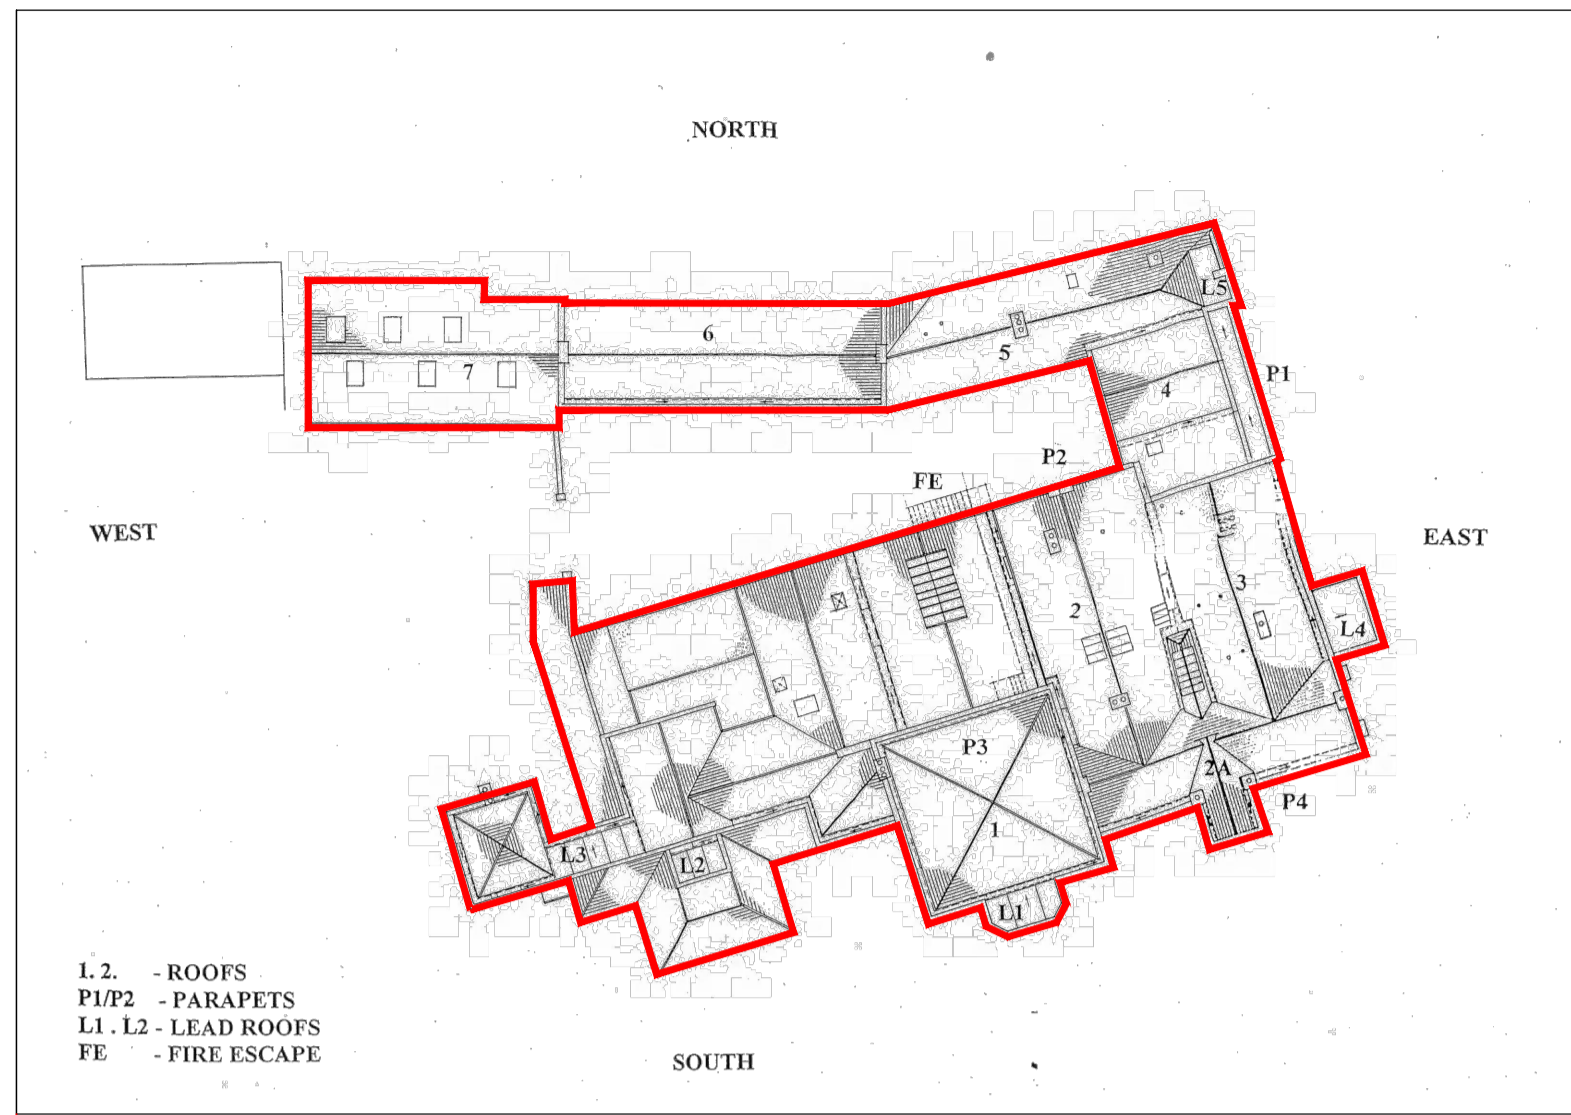 NORTH
L5
6
5
7
P1
4
P2
FE
WEST
EAST
3
2
L4
P3
2A
P4
1
L3
L2
L1
1. 2. - ROOFS
P1/P2 - PARAPETS
L1 . L2 - LEAD ROOFS
FE - FIRE ESCAPE
SOUTH